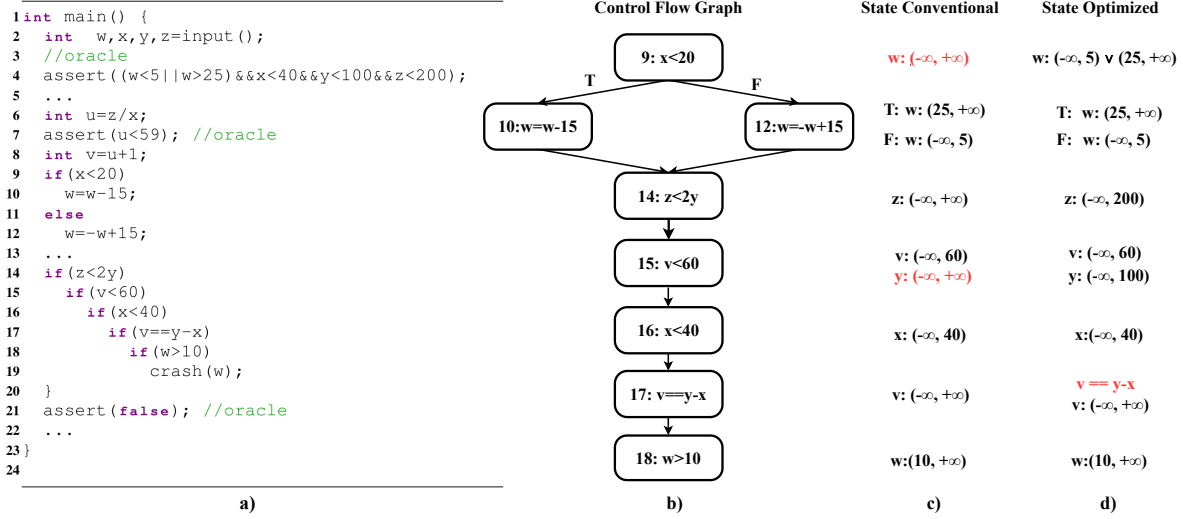 1 int main() {
2 int w,x,y,z=input();
3 //oracle
4 assert((w<5||w>25)&&x<40&&y<100&&z<200);
5 ...
6 int u=z/x;
7 assert(u<59); //oracle
8 int v=u+1;
9 if(x<20)
10 w=w-15;
11 else
12 w=-w+15;
13 ...
14 if(z<2y)
15 if(v<60)
16 if(x<40)
17 if(v==y-x)
18 if(w>10)
19 crash(w);
20 }
21 assert(false); //oracle
22 ...
23 }
24
a)
Control Flow Graph
9: x<20
T
F
10:w=w-15
12:w=-w+15
14: z<2y
15: v<60
16: x<40
17: v==y-x
18: w>10
b)
State Conventional
w: (-∞, +∞)
T: w: (25, +∞)
F: w: (-∞, 5)
z: (-∞, +∞)
v: (-∞, 60)
y: (-∞, +∞)
x: (-∞, 40)
v: (-∞, +∞)
w:(10, +∞)
c)
State Optimized
w: (-∞, 5) ∨ (25, +∞)
T: w: (25, +∞)
F: w: (-∞, 5)
z: (-∞, 200)
v: (-∞, 60)
y: (-∞, 100)
x:(-∞, 40)
v == y-x
v: (-∞, +∞)
w:(10, +∞)
d)